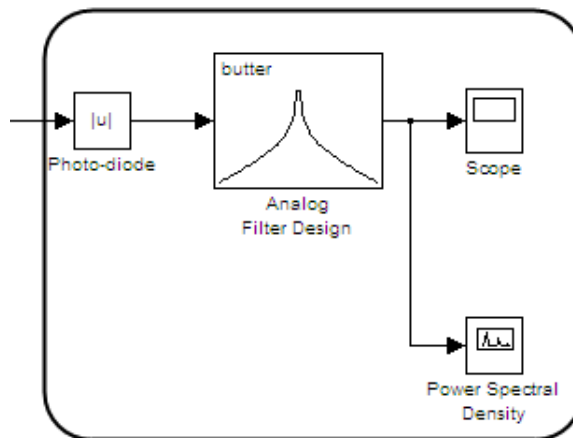 butter
|u|
Photo-diode
Analog
Filter Design
Scope
Power Spectral
Density